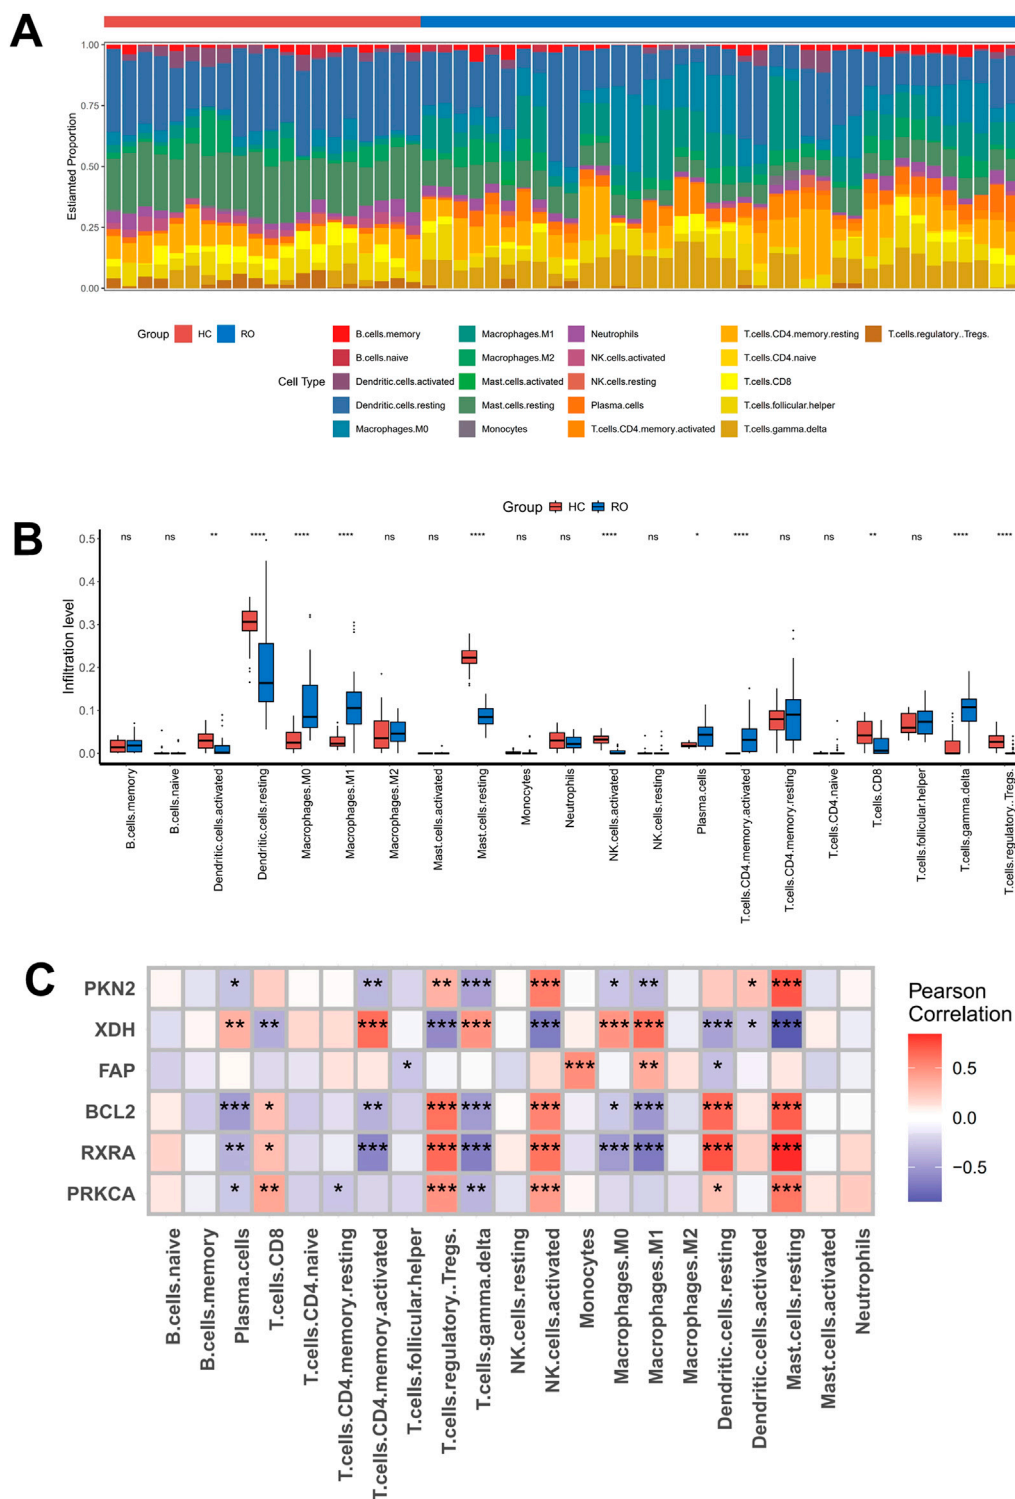 A
1.00
0.75
0.50
0.25
0.00
Estiamted Proportion
Group HC RO
Cell Type
B.cells.memory
B.cells.naive
Dendritic.cells.activated
Dendritic.cells.resting
Macrophages.M0
Macrophages.M1
Macrophages.M2
Mast.cells.activated
Mast.cells.resting
Monocytes
Neutrophils
NK.cells.activated
NK.cells.resting
Plasma.cells
T.cells.CD4.memory.activated
T.cells.CD4.memory.resting
T.cells.CD4.naive
T.cells.CD8
T.cells.follicular.helper
T.cells.gamma.delta
T.cells.regulatory..Tregs.
B
Group HC RO
ns ns ** **** **** **** ns ns **** ns ns **** ns * **** ns ns ** ns **** ****
0.5
0.4
0.3
0.2
0.1
0.0
Infiltration level
B.cells.memory
B.cells.naive
Dendritic.cells.activated
Dendritic.cells.resting
Macrophages.M0
Macrophages.M1
Macrophages.M2
Mast.cells.activated
Mast.cells.resting
Monocytes
Neutrophils
NK.cells.activated
NK.cells.resting
Plasma.cells
T.cells.CD4.memory.activated
T.cells.CD4.memory.resting
T.cells.CD4.naive
T.cells.CD8
T.cells.follicular.helper
T.cells.gamma.delta
T.cells.regulatory..Tregs.
C
PKN2 * ** ** *** *** * ** * ***
XDH ** ** *** *** *** *** *** *** *** * ***
FAP * *** ** *
BCL2 *** * ** *** *** *** * *** *** ***
RXRA ** * *** *** *** *** *** *** *** ***
PRKCA * ** * *** ** *** * ***
B.cells.naive
B.cells.memory
Plasma.cells
T.cells.CD8
T.cells.CD4.naive
T.cells.CD4.memory.resting
T.cells.CD4.memory.activated
T.cells.follicular.helper
T.cells.regulatory..Tregs.
T.cells.gamma.delta
NK.cells.resting
NK.cells.activated
Monocytes
Macrophages.M0
Macrophages.M1
Macrophages.M2
Dendritic.cells.resting
Dendritic.cells.activated
Mast.cells.resting
Mast.cells.activated
Neutrophils
Pearson
Correlation
0.5
0.0
−0.5